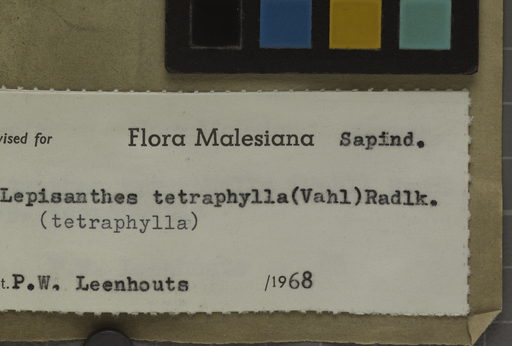 vised for Flora Malesiana Sapind.
Lepisanthes tetraphylla(Vahl)Radlk.
(tetraphylla)
t.P.W. Leenhouts /1968